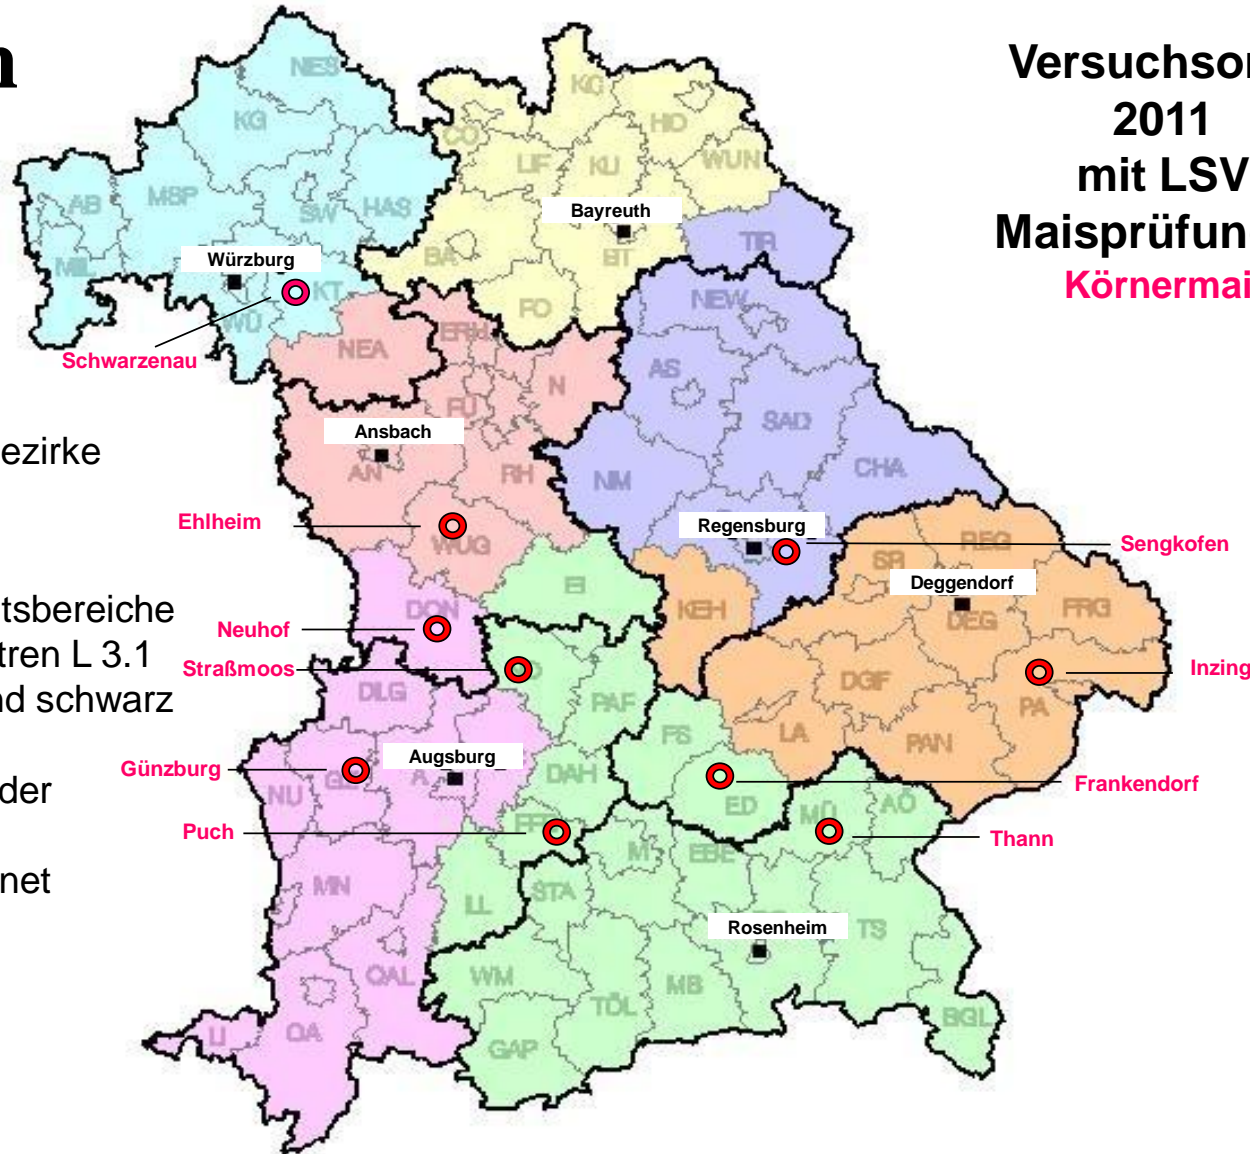 n
Versuchsor
2011
mit LSV
Maisprüfun
Körnermai
NES
KG
CO
KC
HO
LIF
KU
WUN
AB
MSP
SW
HAS
Bayreuth
MIL
Würzburg
BA
BT
TIR
KT
WÜ
FO
NEW
Schwarzenau
NEA
ERH
AS
N
FÜ
Ansbach
SAD
ezirke
AN
RH
NM
CHA
Ehlheim
WUG
Regensburg
Sengkofen
REG
SR
Deggendorf
EI
KEH
DEG
FRG
tsbereiche
DON
Neuhof
tren L 3.1
Straßmoos
Inzing
nd schwarz
DLG
PAF
DGF
PA
FS
LA
PAN
Günzburg
Augsburg
A
DAH
Frankendorf
der
NU
ED
MÜ
AÖ
Puch
FFB
M
EBE
Thann
net
MN
LL
STA
Rosenheim
TS
OAL
WM
TÖL
MB
LI
OA
GAP
BGL